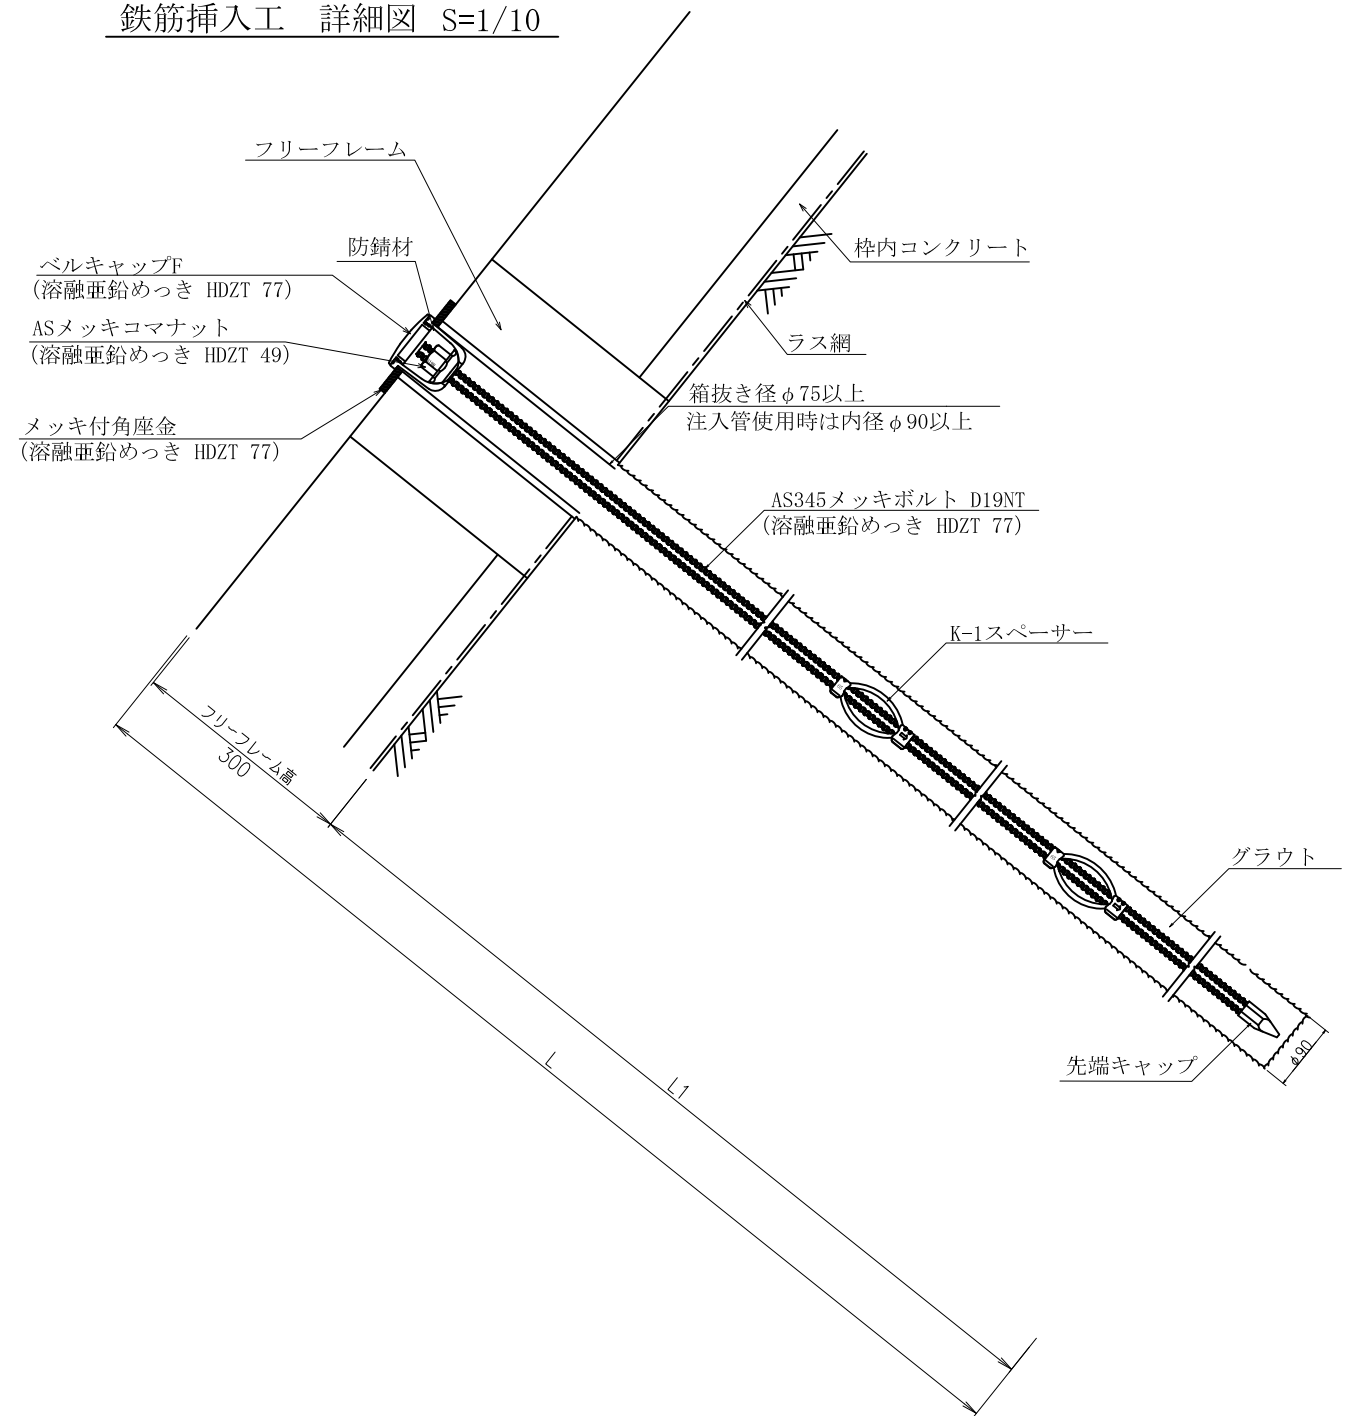 鉄筋挿入工　詳細図　S=1/10
フリーフレーム
防錆材
枠内コンクリート
ベルキャップF
(溶融亜鉛めっき HDZT 77)
ASメッキコマナット
(溶融亜鉛めっき HDZT 49)
ラス網
箱抜き径φ75以上
注入管使用時は内径φ90以上
メッキ付角座金
(溶融亜鉛めっき HDZT 77)
AS345メッキボルト D19NT
(溶融亜鉛めっき HDZT 77)
K-1スペーサー
フリーフレーム高
300
グラウト
φ90
先端キャップ
L
L1